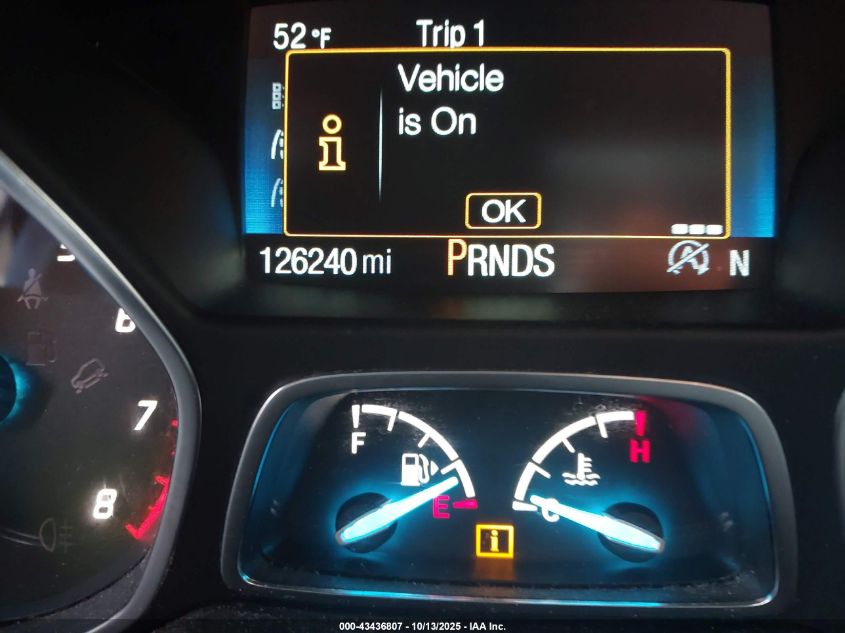 52°F Trip 1
Vehicle
is On
i
OK
126240 mi PRNDS N
6
7
8
F H
E C
i
000-43436807 - 10/13/2025 - IAA Inc.